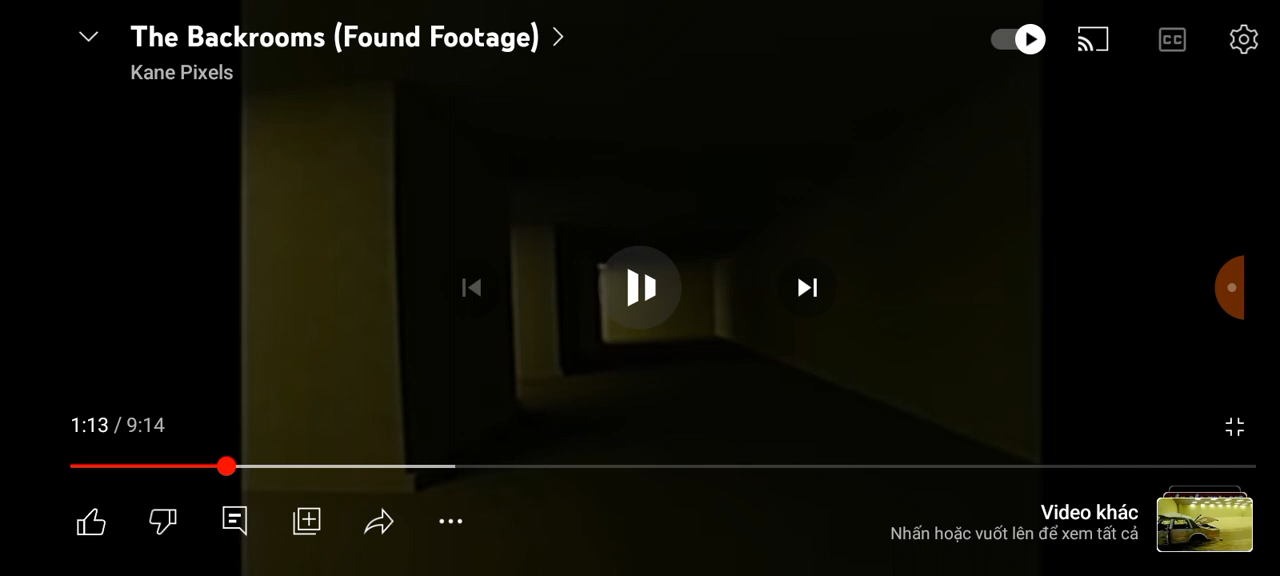 The Backrooms (Found Footage)
Kane Pixels
CC
1:13 / 9:14
Video khác
Nhấn hoặc vuốt lên để xem tất cả